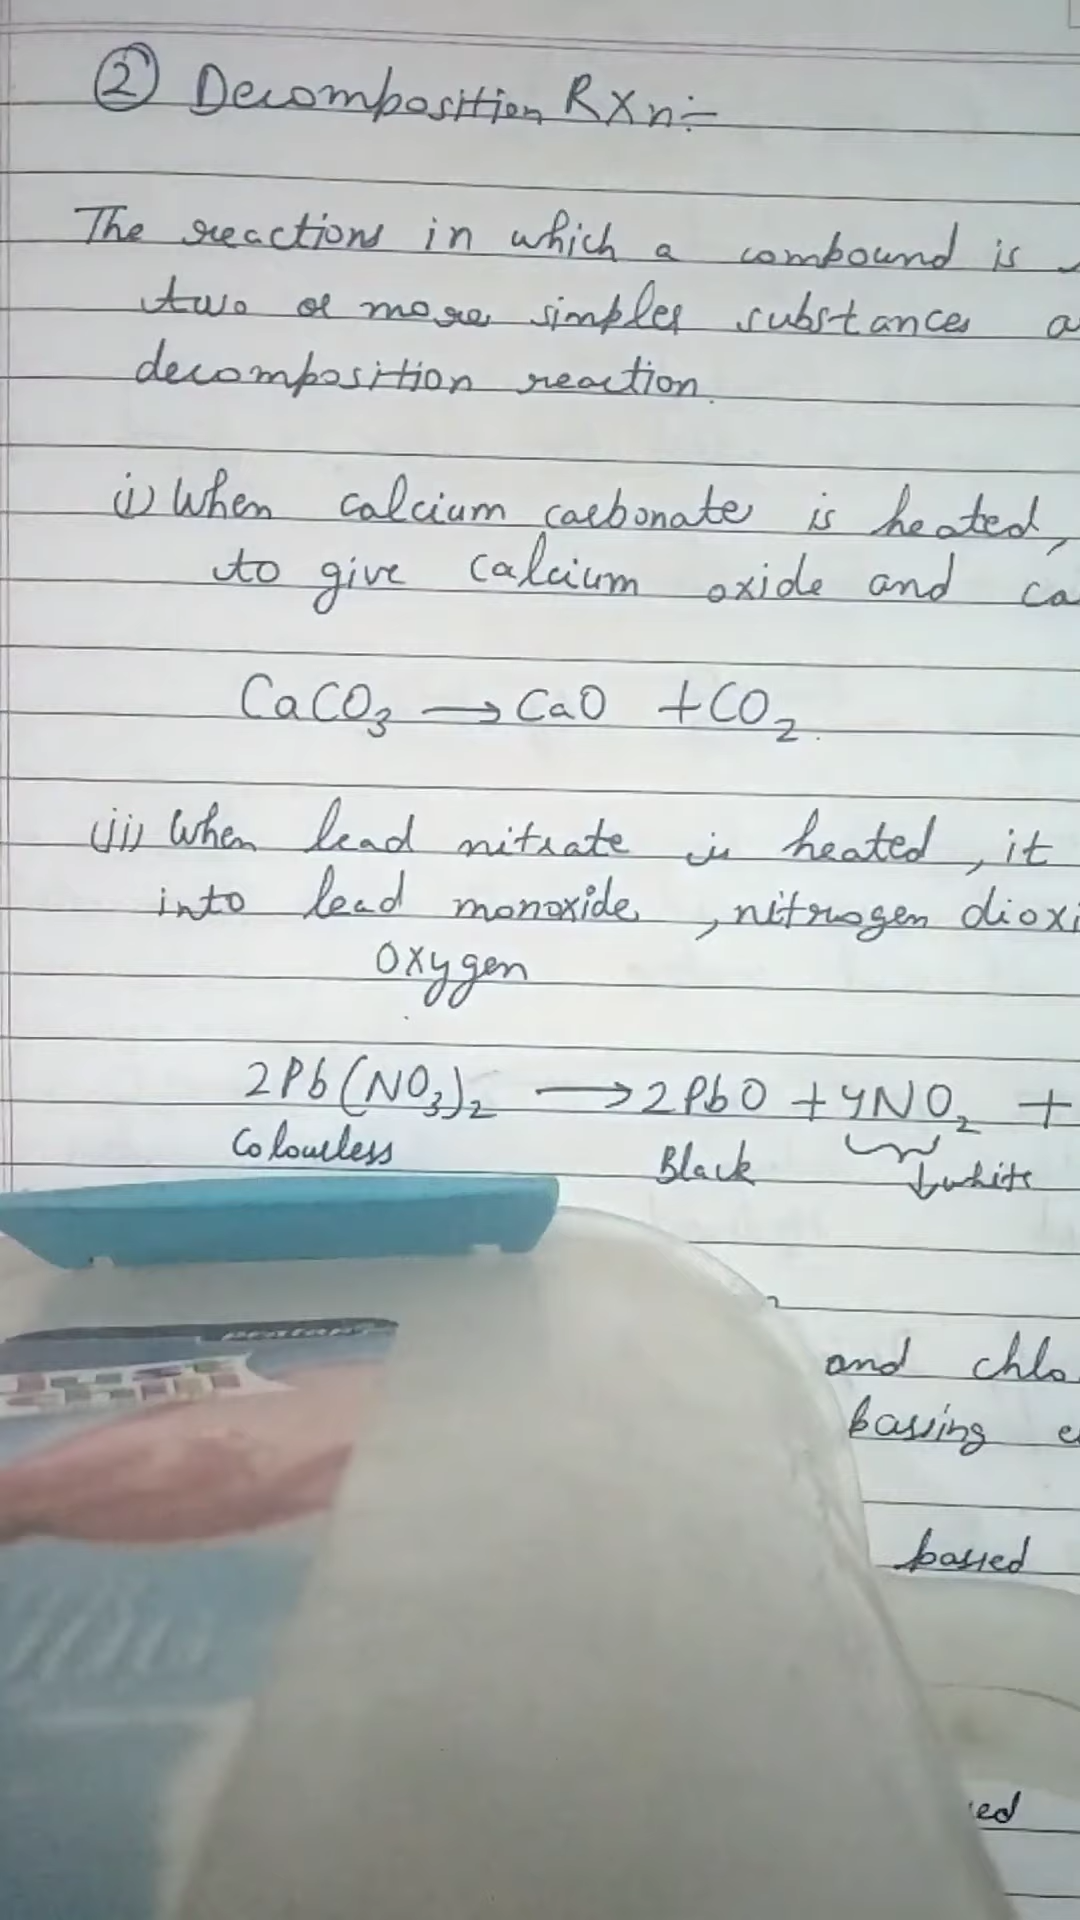 ② Decomposition RXn:-
The reactions in which a compound is
two or more simpler substances
decomposition reaction.
(i) When calcium carbonate is heated,
to give calcium oxide and ca
CaCO₃ → CaO + CO₂.
(ii) When lead nitrate is heated, it
into lead monoxide, nitrogen dioxi
oxygen
2Pb(NO₃)₂ → 2PbO + 4NO₂ +
Colourless Black ↓white
and chlo
passing e
passed